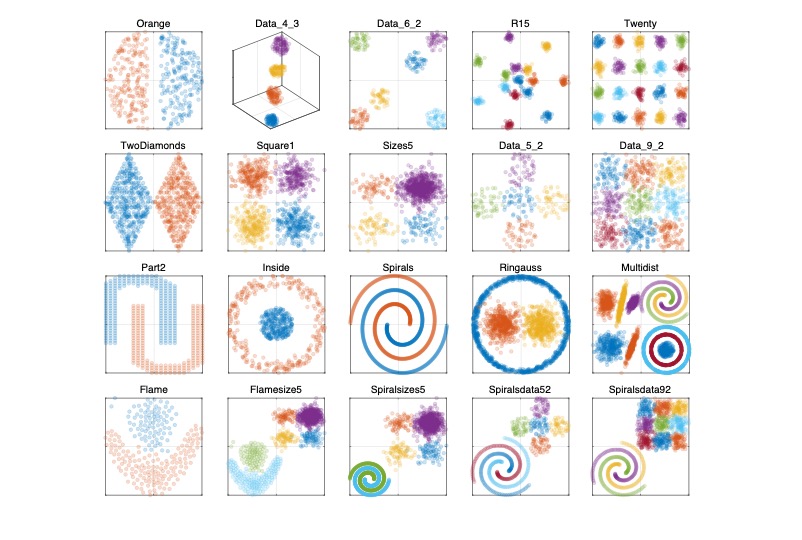 Orange
Data_4_3
Data_6_2
R15
Twenty
TwoDiamonds
Square1
Sizes5
Data_5_2
Data_9_2
Part2
Inside
Spirals
Ringauss
Multidist
Flame
Flamesize5
Spiralsizes5
Spiralsdata52
Spiralsdata92